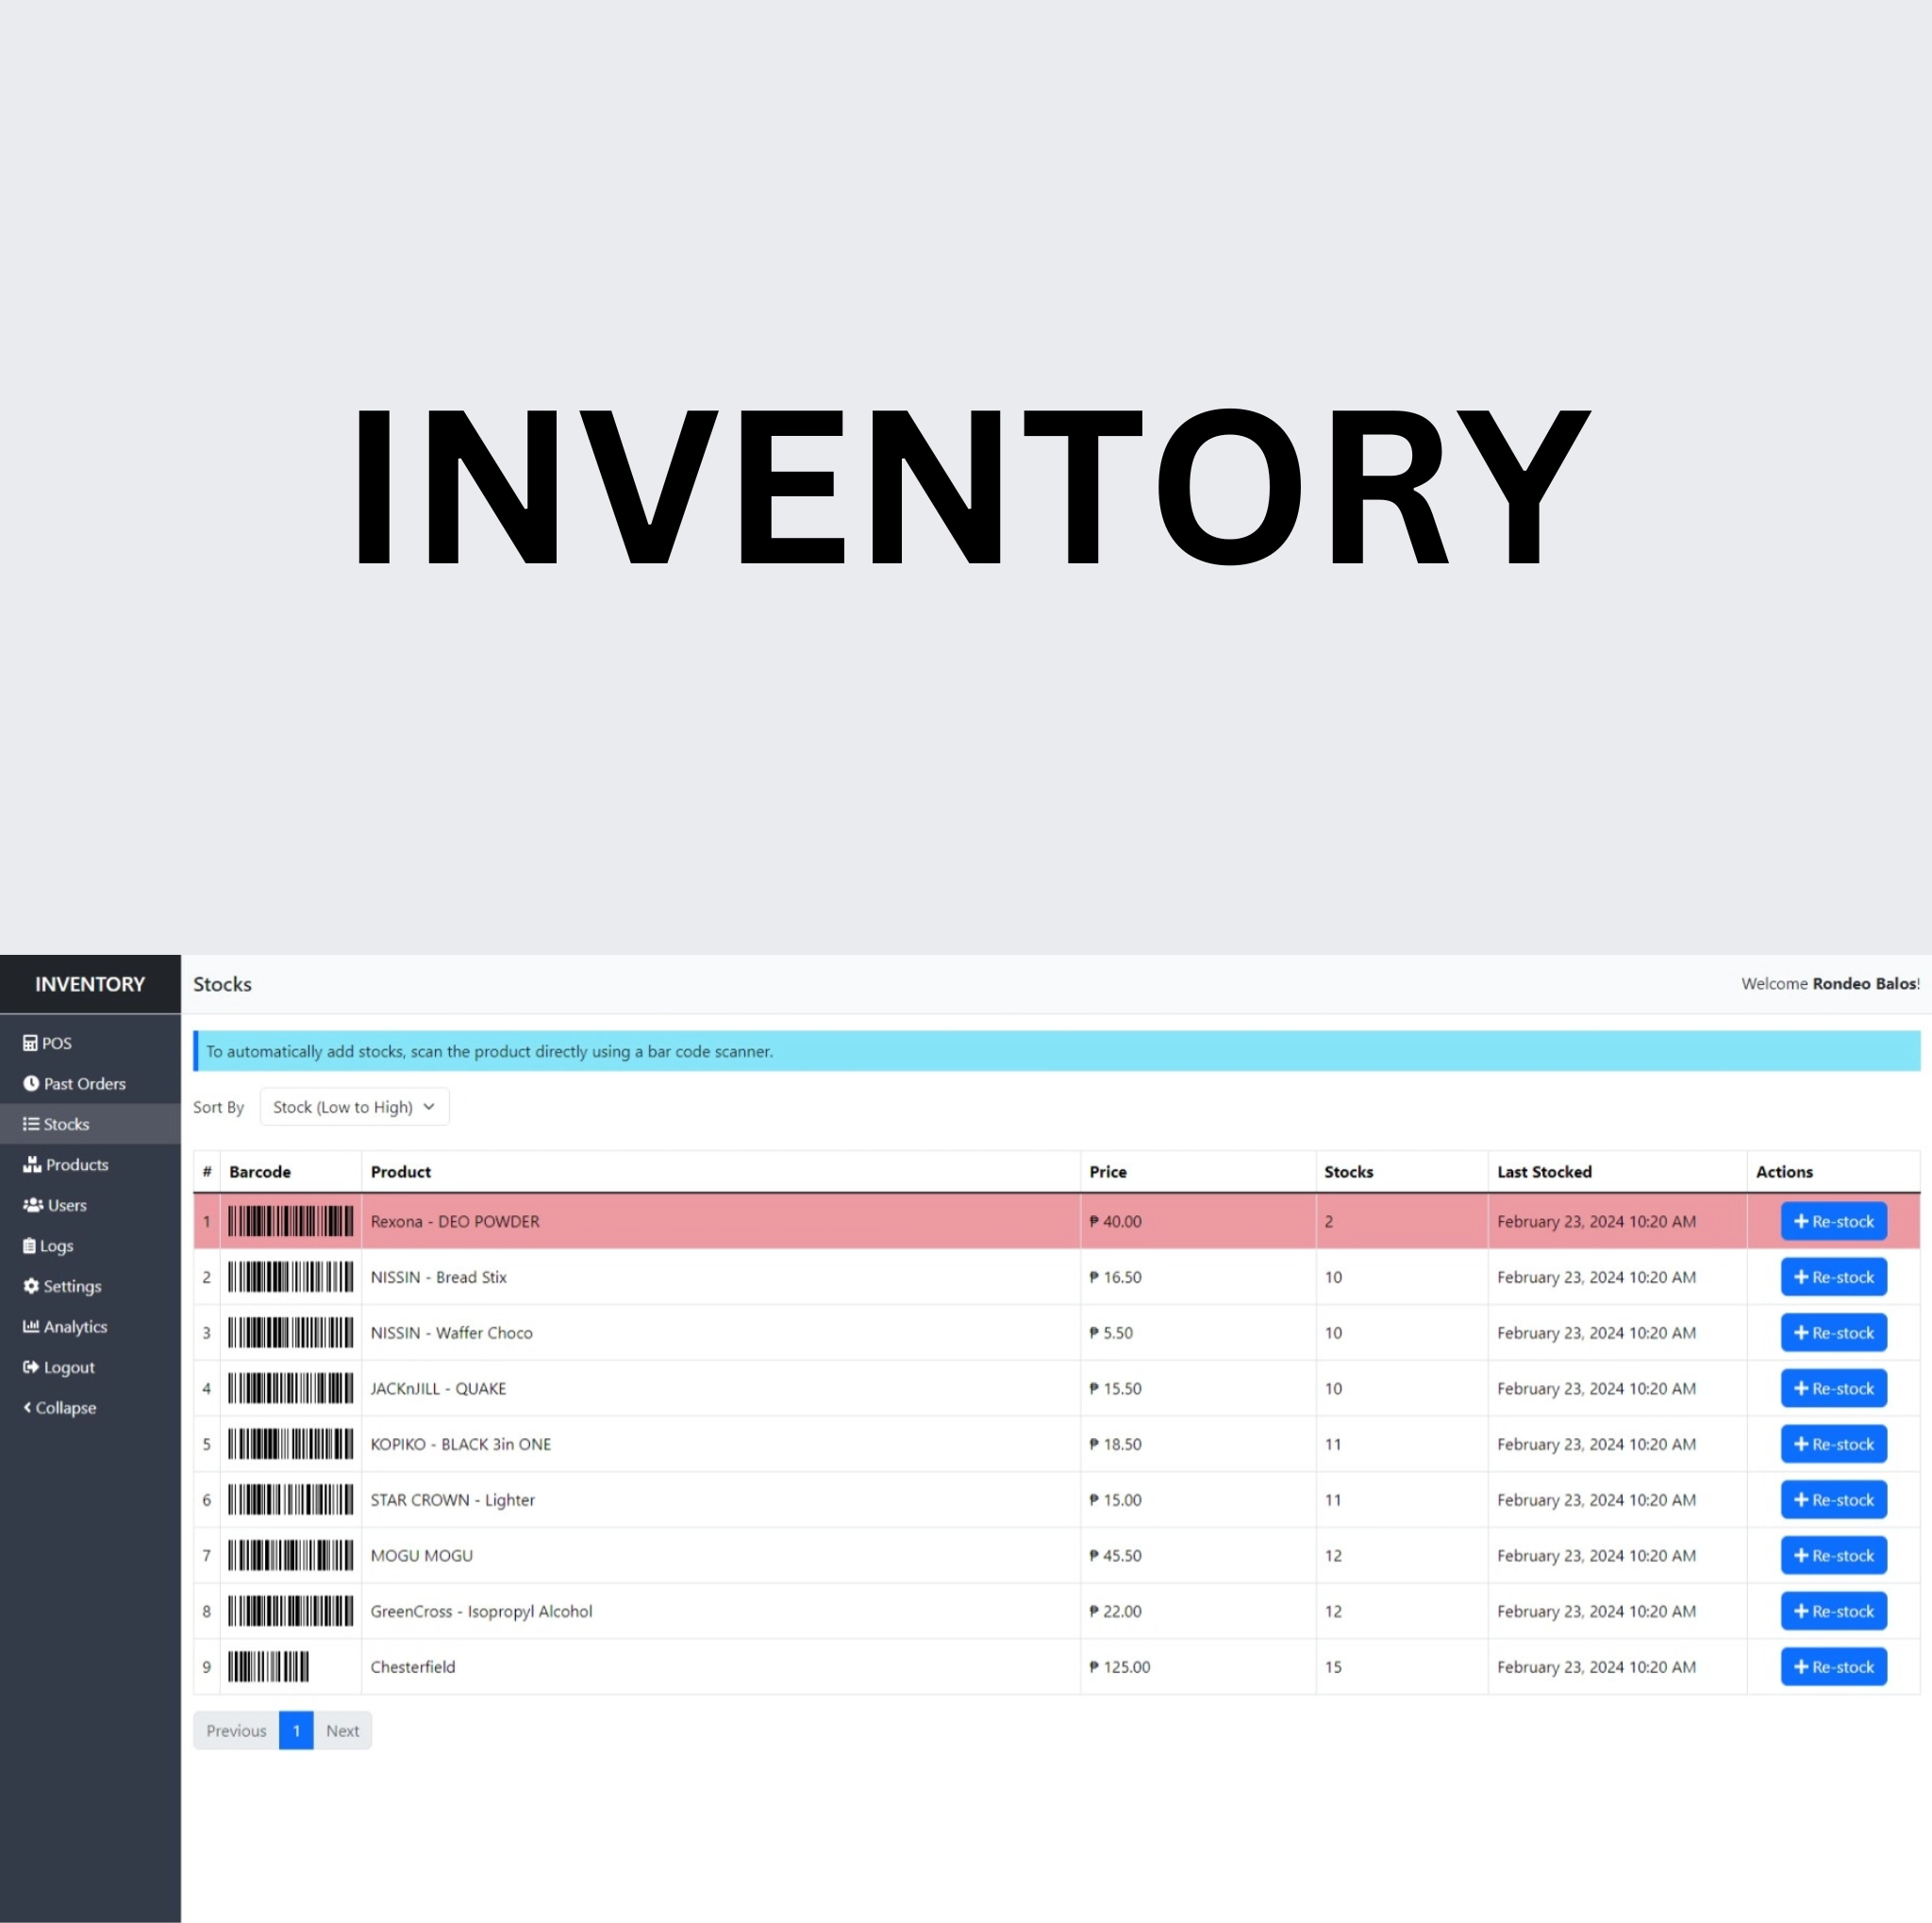 INVENTORY
INVENTORY
Stocks
Welcome Rondeo Balos!
POS
Past Orders
Stocks
Products
Users
Logs
Settings
Analytics
Logout
Collapse
To automatically add stocks, scan the product directly using a bar code scanner.
Sort By Stock (Low to High)
# Barcode Product Price Stocks Last Stocked Actions
1 Rexona - DEO POWDER ₱ 40.00 2 February 23, 2024 10:20 AM Re-stock
2 NISSIN - Bread Stix ₱ 16.50 10 February 23, 2024 10:20 AM Re-stock
3 NISSIN - Waffer Choco ₱ 5.50 10 February 23, 2024 10:20 AM Re-stock
4 JACKnJILL - QUAKE ₱ 15.50 10 February 23, 2024 10:20 AM Re-stock
5 KOPIKO - BLACK 3in ONE ₱ 18.50 11 February 23, 2024 10:20 AM Re-stock
6 STAR CROWN - Lighter ₱ 15.00 11 February 23, 2024 10:20 AM Re-stock
7 MOGU MOGU ₱ 45.50 12 February 23, 2024 10:20 AM Re-stock
8 GreenCross - Isopropyl Alcohol ₱ 22.00 12 February 23, 2024 10:20 AM Re-stock
9 Chesterfield ₱ 125.00 15 February 23, 2024 10:20 AM Re-stock
Previous 1 Next